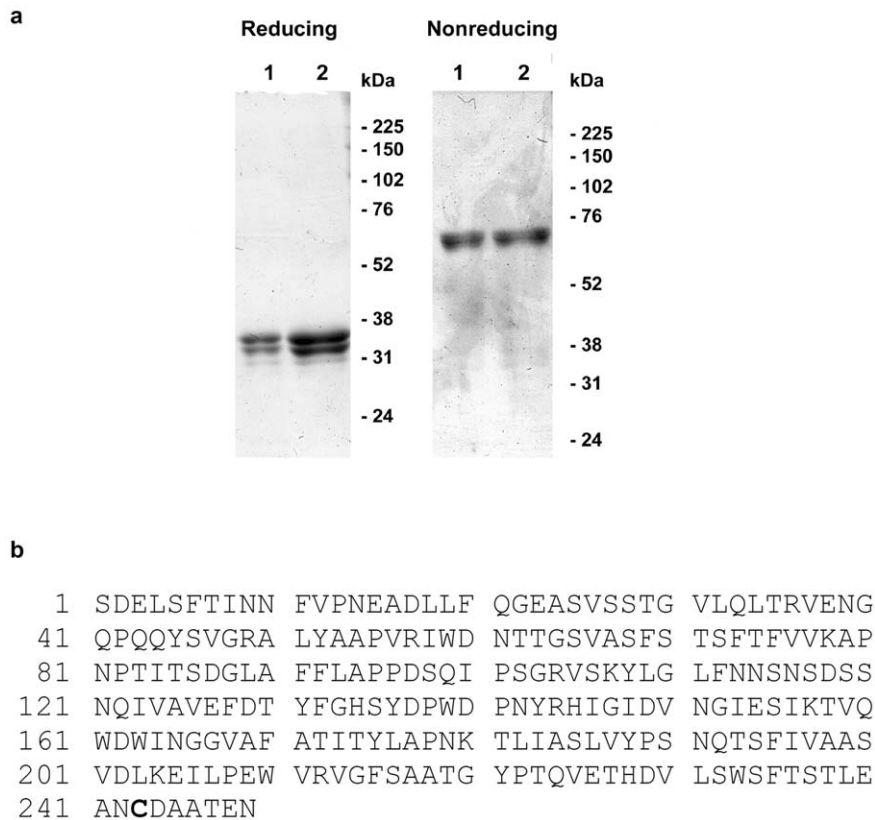 a
Reducing Nonreducing
1 2 kDa 1 2 kDa
- 225 - 225
- 150 - 150
- 102 - 102
- 76 - 76
- 52 - 52
- 38 - 38
- 31 - 31
- 24 - 24
b
1 SDELSFTINN FVPNEADLLF QGEASVSSTG VLQLTRVENG
41 QPQQYSVGRA LYAAPVRIWD NTTGSVASFS TSFTFVVKAP
81 NPTITSDGLA FFLAPPDSQI PSGRVSKYLG LFNNSNSDSS
121 NQIVAVEFDT YFGHSYDPWD PNYRHIGIDV NGIESIKTVQ
161 WDWINGGVAF ATITYLAPNK TLIASLVYPS NQTSFIVAAS
201 VDLKEILPEW VRVGFSAATG YPTQVETHDV LSWSFTSTLE
241 ANCDAATEN